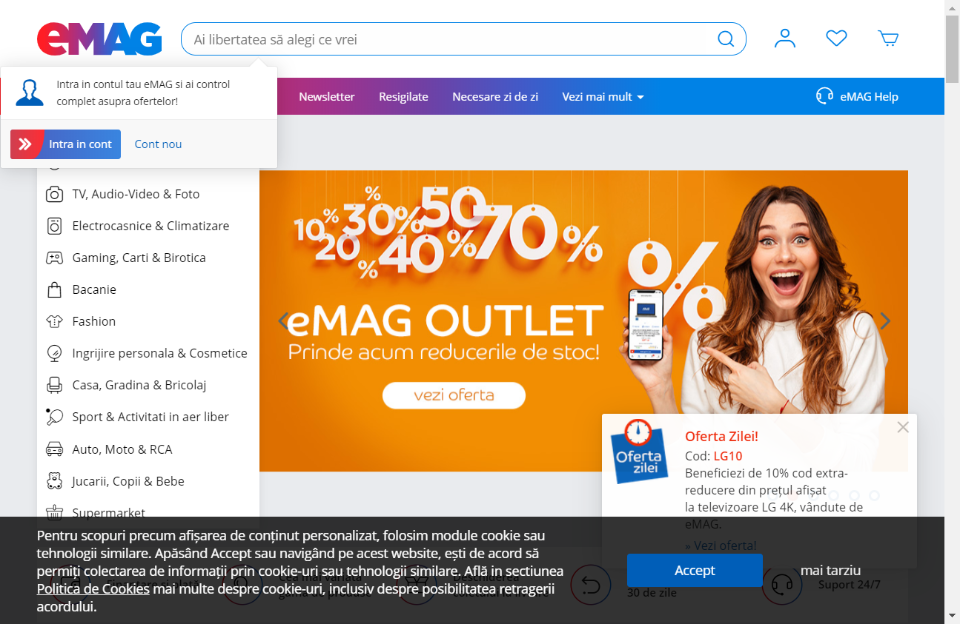 eMAG
Ai libertatea să alegi ce vrei
Intra in contul tau eMAG si ai control
complet asupra ofertelor!
Intra in cont
Cont nou
Newsletter
Resigilate
Necesare zi de zi
Vezi mai mult
eMAG Help
TV, Audio-Video & Foto
Electrocasnice & Climatizare
Gaming, Carti & Birotica
Bacanie
Fashion
Ingrijire personala & Cosmetice
Casa, Gradina & Bricolaj
Sport & Activitati in aer liber
Auto, Moto & RCA
Jucarii, Copii & Bebe
Supermarket
10% 20% 30% 40% 50% 70% %
eMAG OUTLET
Prinde acum reducerile de stoc!
vezi oferta
Oferta
zilei
Oferta Zilei!
Cod: LG10
Beneficiezi de 10% cod extra-
reducere din prețul afișat
la televizoare LG 4K, vândute de
eMAG.
» Vezi oferta!
Pentru scopuri precum afișarea de conținut personalizat, folosim module cookie sau
tehnologii similare. Apăsând Accept sau navigând pe acest website, ești de acord să
permiți colectarea de informații prin cookie-uri sau tehnologii similare. Află in sectiunea
Politica de Cookies mai multe despre cookie-uri, inclusiv despre posibilitatea retragerii
acordului.
Accept
mai tarziu
30 de zile
Suport 24/7